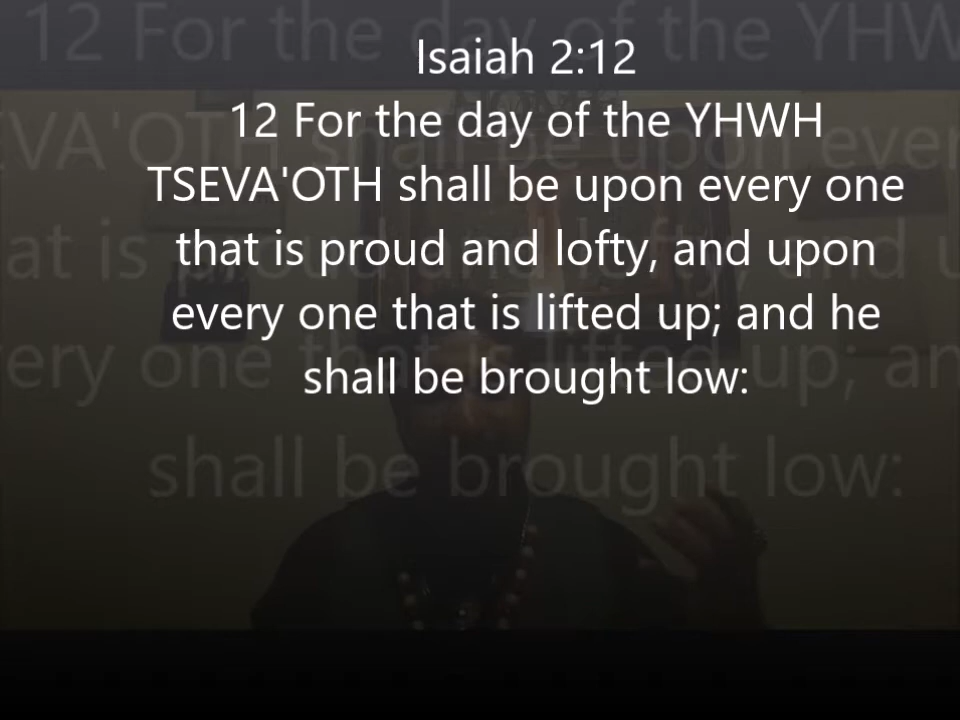 Isaiah 2:12
12 For the day of the YHWH
TSEVA'OTH shall be upon every one
that is proud and lofty, and upon
every one that is lifted up; and he
shall be brought low: